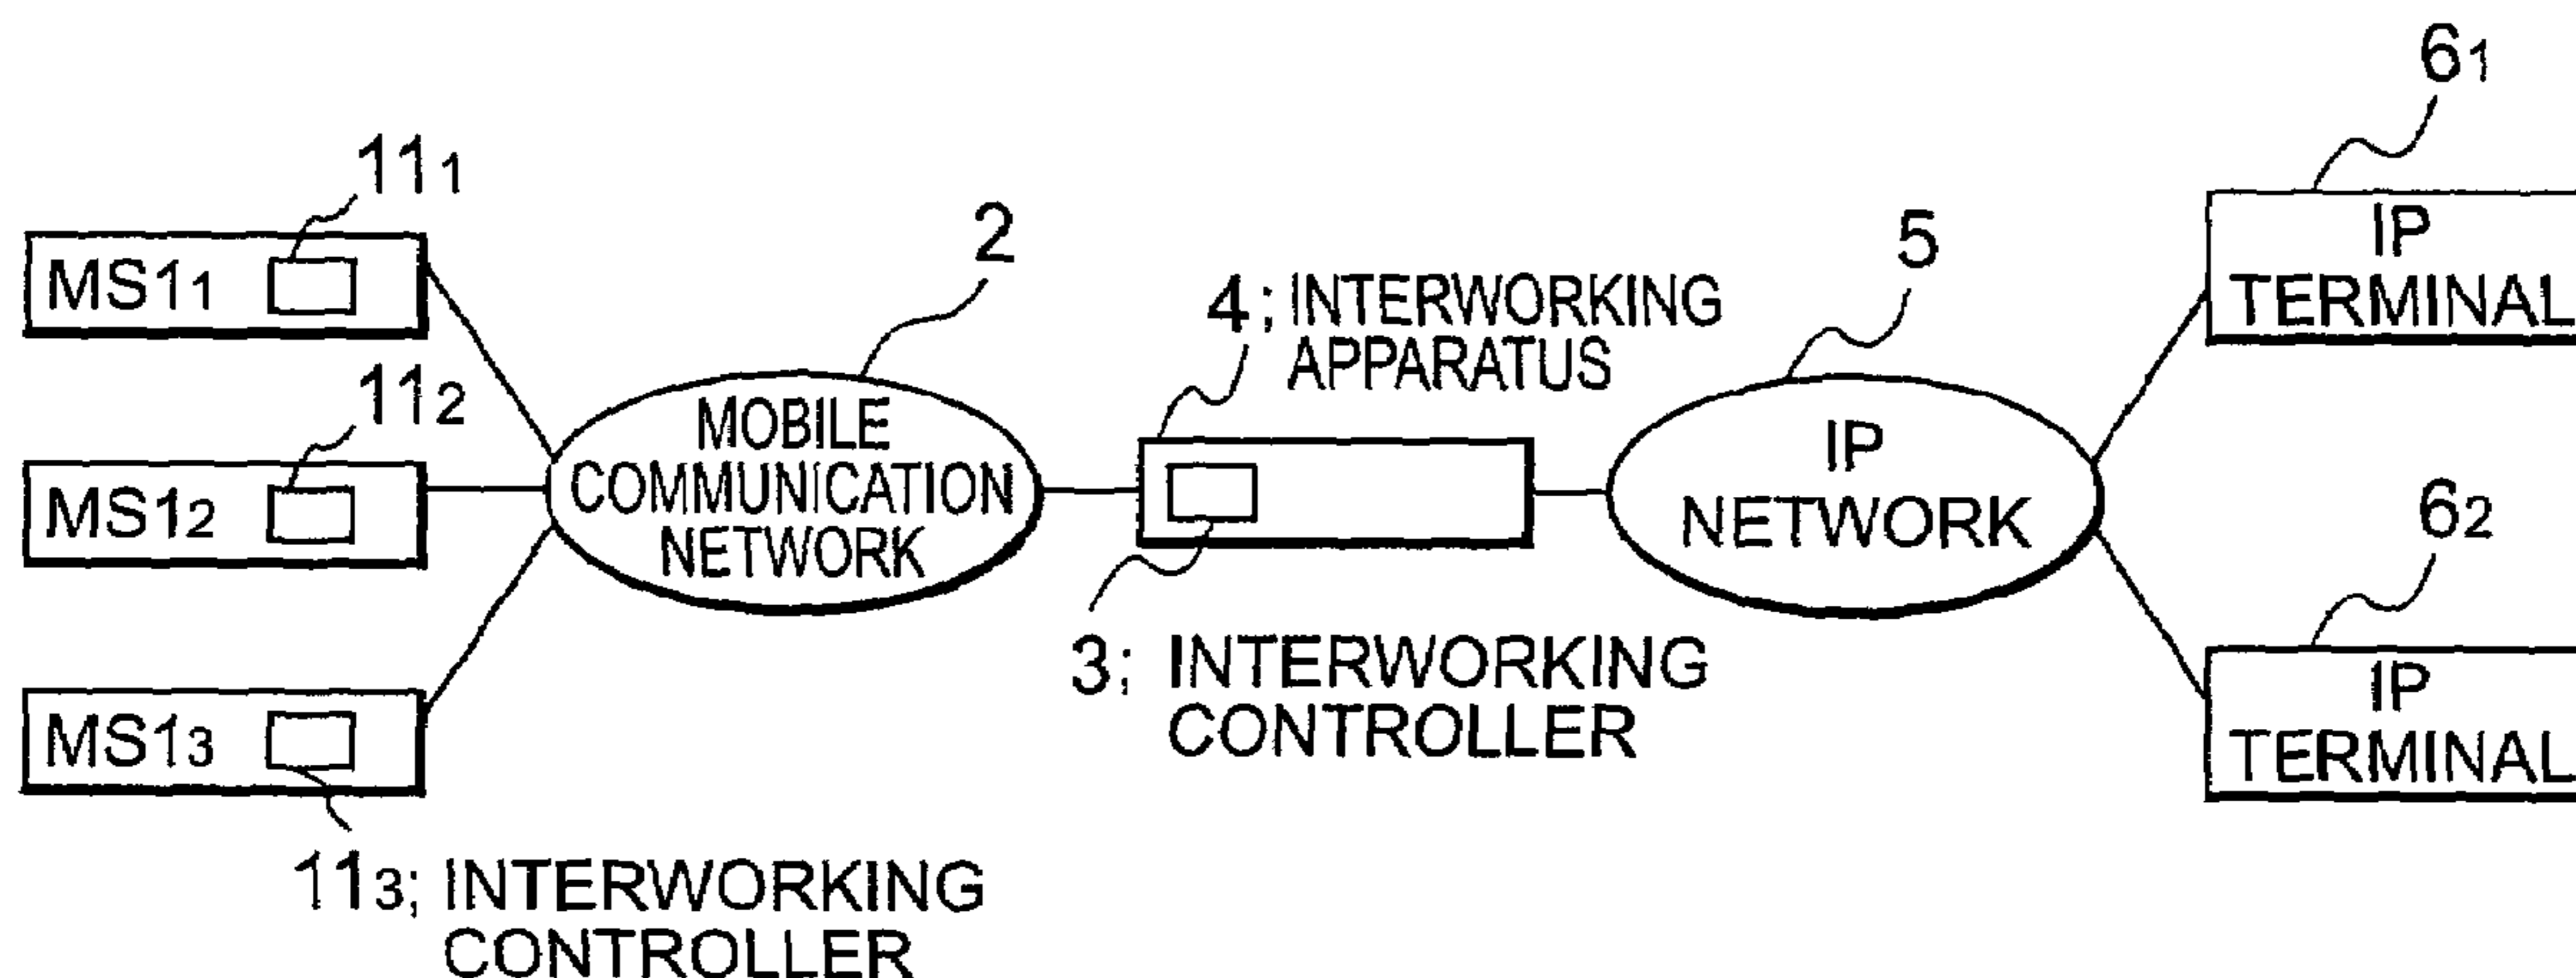 11₁
MS1₁
11₂
MS1₂
MS1₃
11₃; INTERWORKING
CONTROLLER
2
MOBILE
COMMUNICATION
NETWORK
4; INTERWORKING
APPARATUS
3; INTERWORKING
CONTROLLER
5
IP
NETWORK
6₁
IP
TERMINAL
6₂
IP
TERMINAL